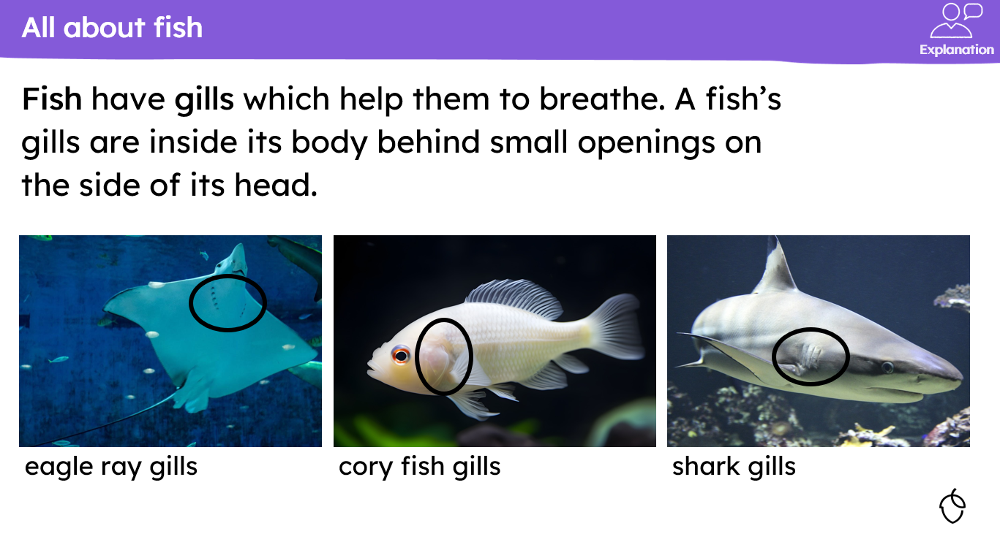 All about fish
Explanation
Fish have gills which help them to breathe. A fish’s
gills are inside its body behind small openings on
the side of its head.
eagle ray gills
cory fish gills
shark gills